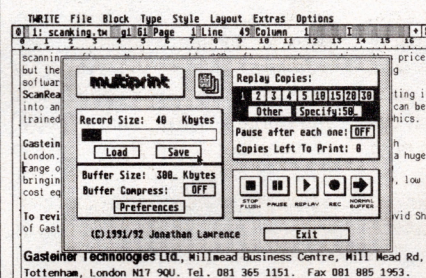 TWRITE File Block Type Style Layout Extras Options
1: scanking.tw Page 1 Line 49 Column 1
scannin price
but the
softwar
ScanRea ting i
into an can be
trained hics.
multiprint
Record Size: 40 Kbytes
Load Save
Buffer Size: 300_ Kbytes
Buffer Compress: OFF
Preferences
(C)1991/92 Jonathan Lawrence
Replay Copies:
1 2 3 4 5 10 15 20 30
Other Specify:50_
Pause after each one: OFF
Copies Left To Print: 0
STOP FLUSH PAUSE REPLAY REC NORMAL BUFFER
Exit
Gastein
London. a huge
range o
bringin , low
cost eq
To revi vid Sh
of Gast
Gasteiner Technologies Ltd., Millmead Business Centre, Mill Mead Rd,
Tottenham, London N17 9QU. Tel. 081 365 1151. Fax 081 885 1953.